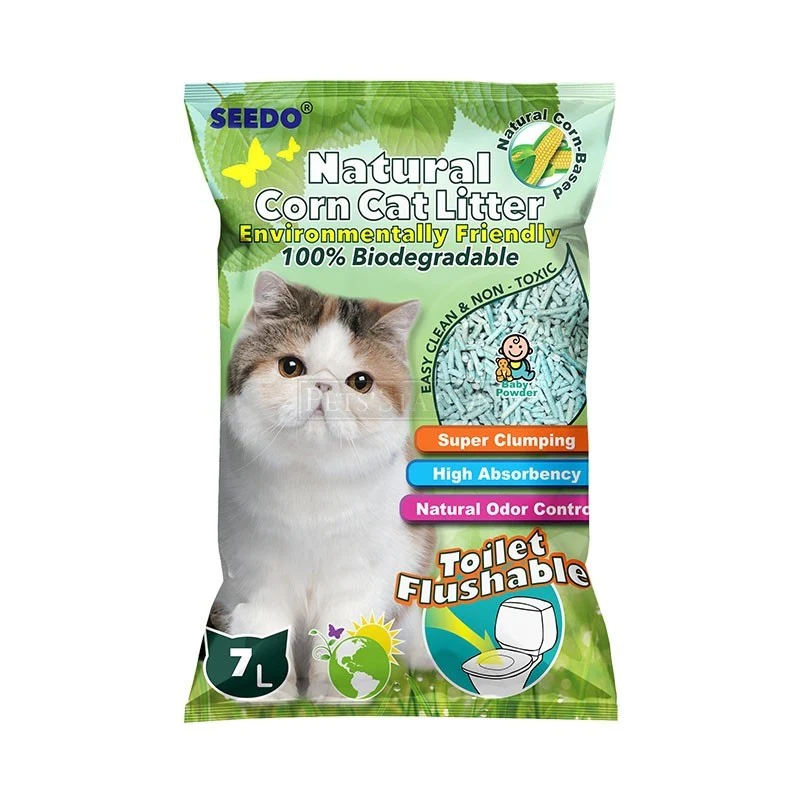 SEEDO®
Natural Corn-Based
Natural
Corn Cat Litter
Environmentally Friendly
100% Biodegradable
EASY CLEAN & NON - TOXIC
Baby
Powder
Super Clumping
High Absorbency
Natural Odor Contro
Toilet
Flushable
7L